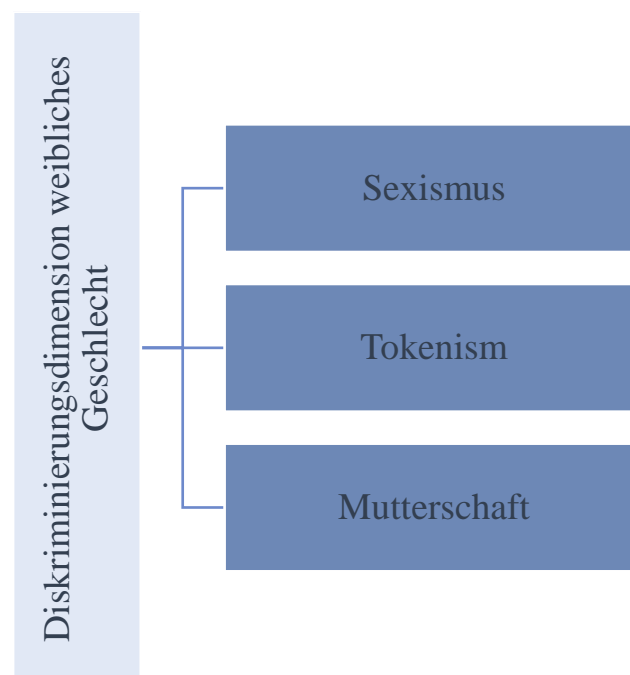 Diskriminierungsdimension weibliches
Geschlecht
Sexismus
Tokenism
Mutterschaft